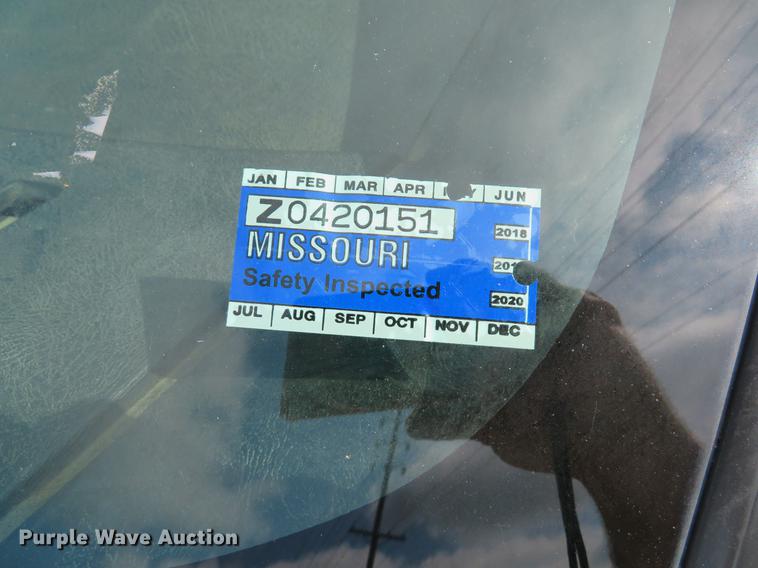 JAN FEB MAR APR JUN
Z0420151
2018
MISSOURI
Safety Inspected
2020
JUL AUG SEP OCT NOV DEC
Purple Wave Auction